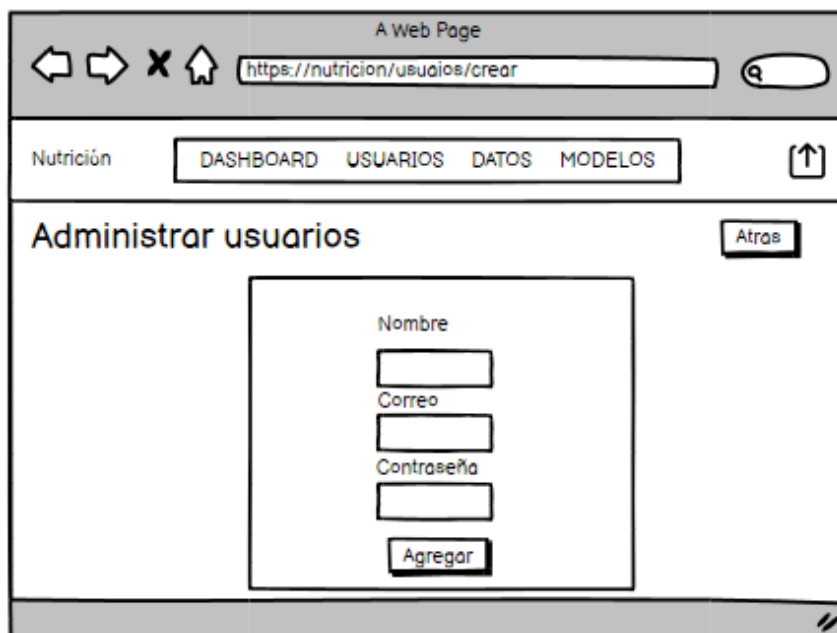 A Web Page
https://nutricion/usuaios/crear
Nutrición DASHBOARD USUARIOS DATOS MODELOS
Administrar usuarios Atras
Nombre
Correo
Contraseña
Agregar